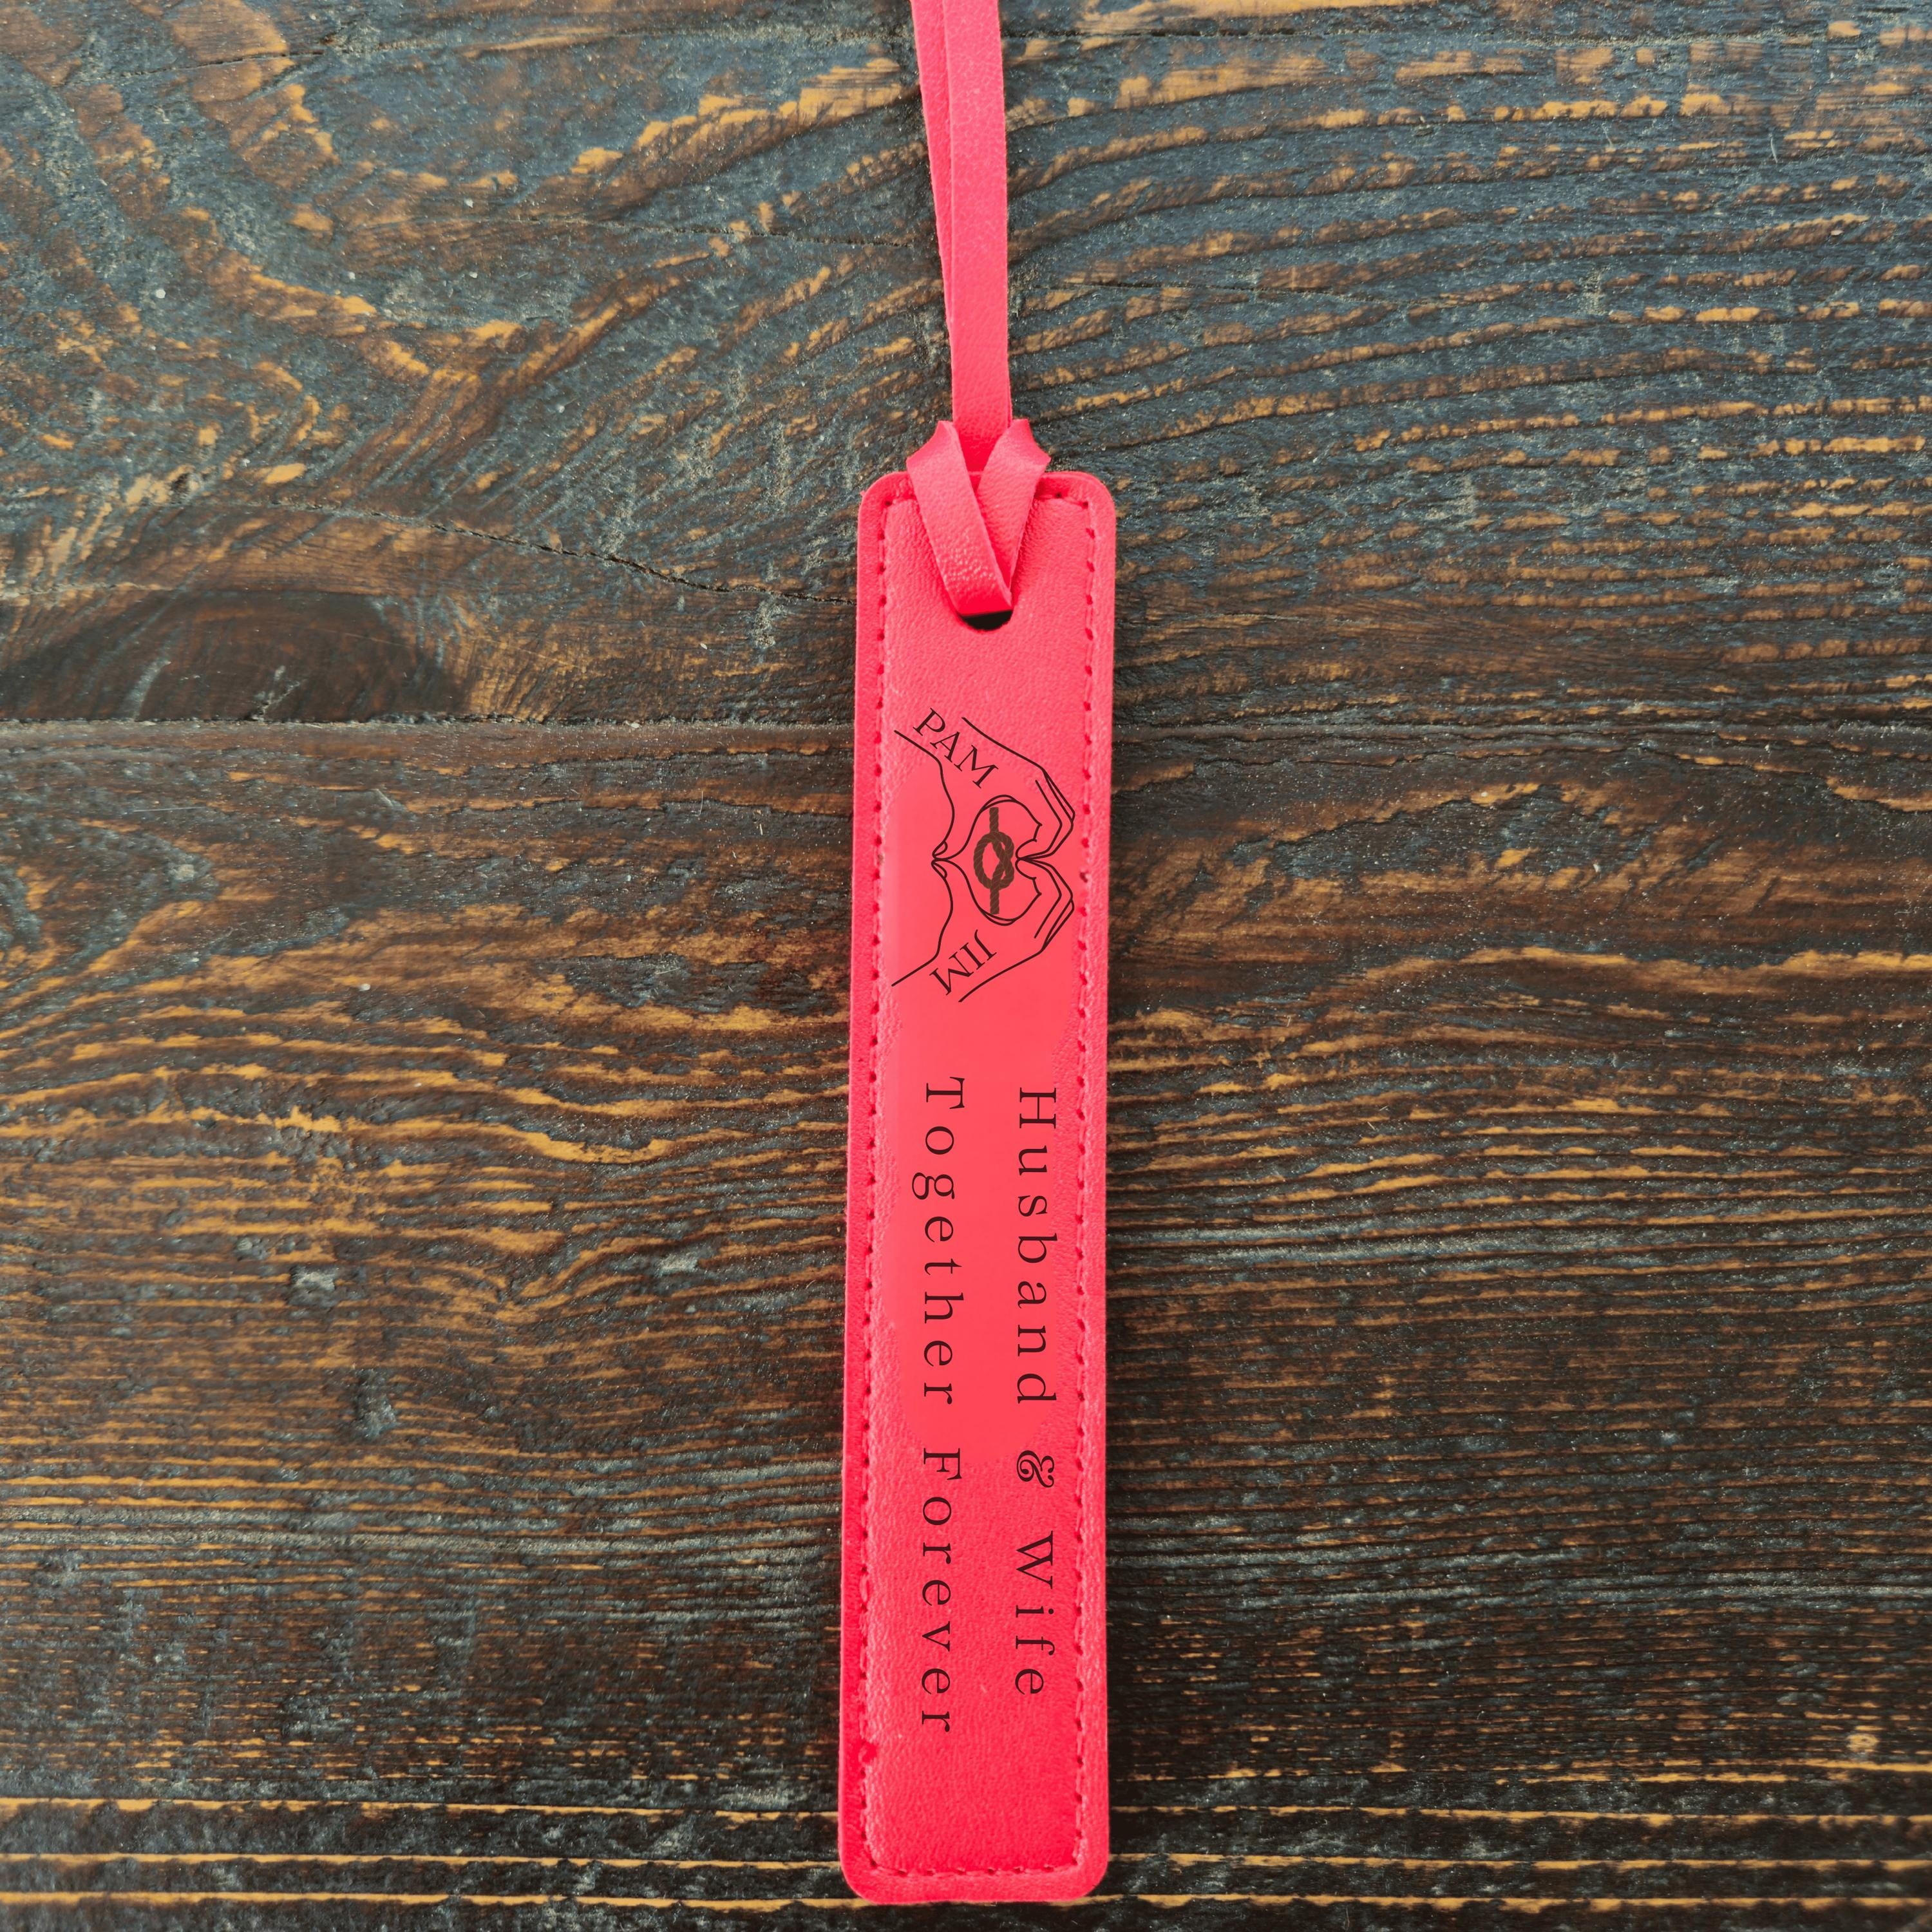 PAM
JIM
Husband & Wife
Together Forever